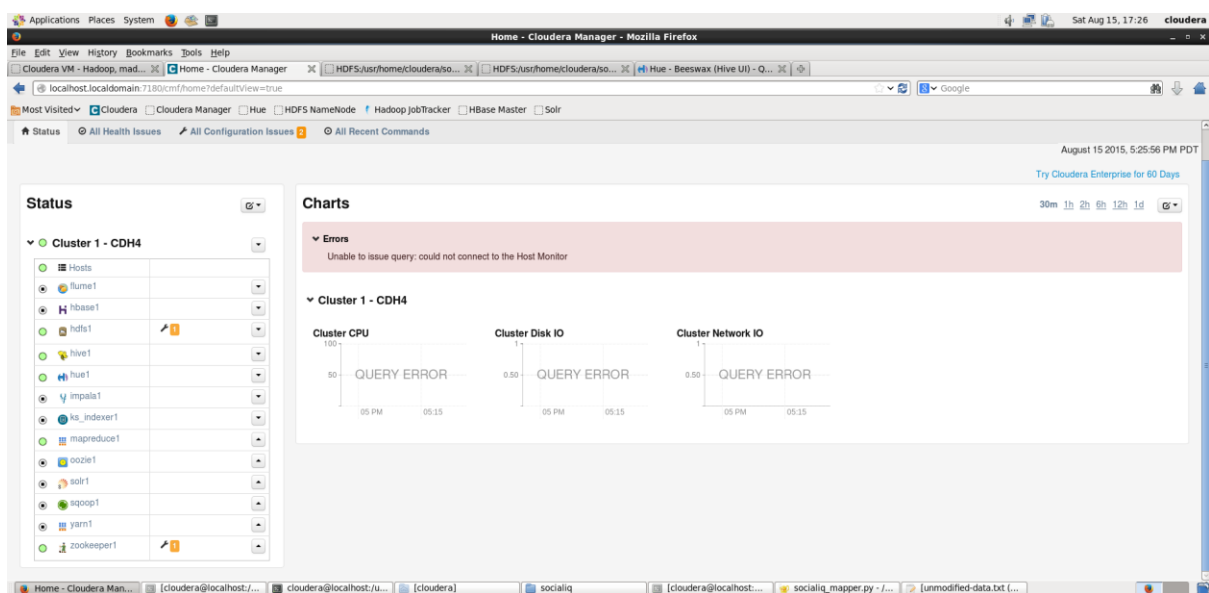 Applications Places System Sat Aug 15, 17:26 cloudera
Home - Cloudera Manager - Mozilla Firefox
File Edit View History Bookmarks Tools Help
Cloudera VM - Hadoop, mad... Home - Cloudera Manager HDFS:/usr/home/cloudera/so... HDFS:/usr/home/cloudera/so... Hue - Beeswax (Hive UI) - Q...
localhost.localdomain:7180/cmf/home?defaultView=true Google
Most Visited Cloudera Cloudera Manager Hue HDFS NameNode Hadoop JobTracker HBase Master Solr
Status All Health Issues All Configuration Issues 2 All Recent Commands
August 15 2015, 5:25:56 PM PDT
Try Cloudera Enterprise for 60 Days
Status
Cluster 1 - CDH4
Hosts
flume1
hbase1
hdfs1 1
hive1
hue1
impala1
ks_indexer1
mapreduce1
oozie1
solr1
sqoop1
yarn1
zookeeper1 1
Charts 30m 1h 2h 6h 12h 1d
Errors
Unable to issue query: could not connect to the Host Monitor
Cluster 1 - CDH4
Cluster CPU Cluster Disk IO Cluster Network IO
100 1 1
50 QUERY ERROR 0.50 QUERY ERROR 0.50 QUERY ERROR
05 PM 05:15 05 PM 05:15 05 PM 05:15
Home - Cloudera Man... [cloudera@localhost:/... cloudera@localhost:/u... [cloudera] socialiq [cloudera@localhost:... socialiq_mapper.py - /... [unmodified-data.txt (...